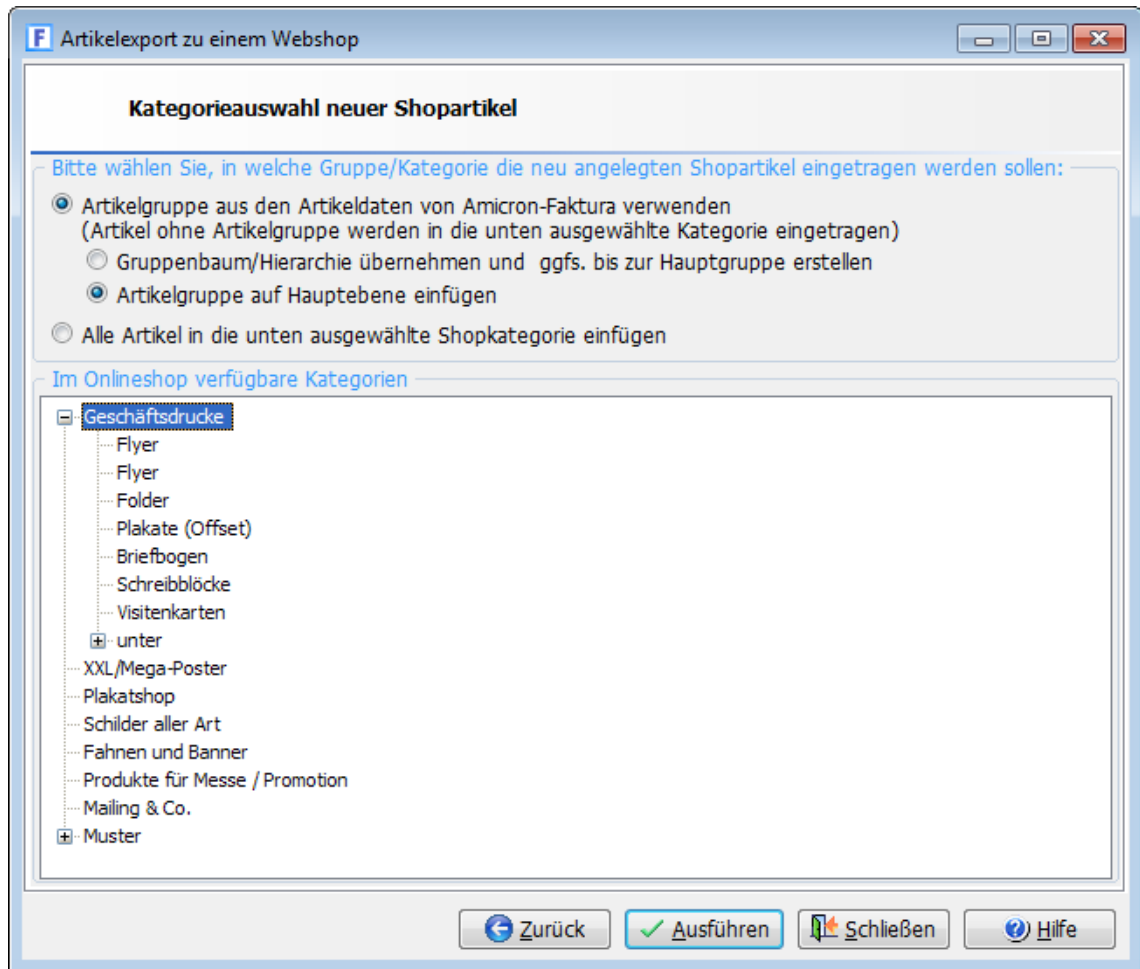 F Artikelexport zu einem Webshop
Kategorieauswahl neuer Shopartikel
Bitte wählen Sie, in welche Gruppe/Kategorie die neu angelegten Shopartikel eingetragen werden sollen:
Artikelgruppe aus den Artikeldaten von Amicron-Faktura verwenden
(Artikel ohne Artikelgruppe werden in die unten ausgewählte Kategorie eingetragen)
Gruppenbaum/Hierarchie übernehmen und ggfs. bis zur Hauptgruppe erstellen
Artikelgruppe auf Hauptebene einfügen
Alle Artikel in die unten ausgewählte Shopkategorie einfügen
Im Onlineshop verfügbare Kategorien
Geschäftsdrucke
Flyer
Flyer
Folder
Plakate (Offset)
Briefbogen
Schreibblöcke
Visitenkarten
unter
XXL/Mega-Poster
Plakatshop
Schilder aller Art
Fahnen und Banner
Produkte für Messe / Promotion
Mailing & Co.
Muster
Zurück Ausführen Schließen Hilfe